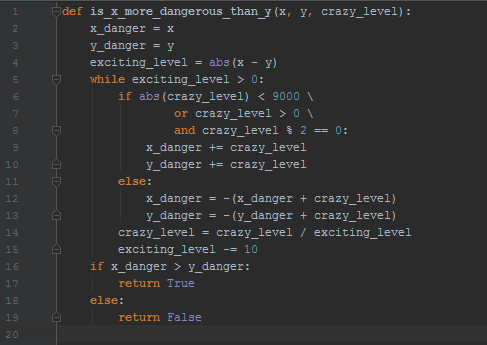 1 def is_x_more_dangerous_than_y(x, y, crazy_level):
2     x_danger = x
3     y_danger = y
4     exciting_level = abs(x - y)
5     while exciting_level > 0:
6         if abs(crazy_level) < 9000 \
7                 or crazy_level > 0 \
8                 and crazy_level % 2 == 0:
9             x_danger += crazy_level
10             y_danger += crazy_level
11         else:
12             x_danger = -(x_danger + crazy_level)
13             y_danger = -(y_danger + crazy_level)
14         crazy_level = crazy_level / exciting_level
15         exciting_level -= 10
16     if x_danger > y_danger:
17         return True
18     else:
19         return False
20